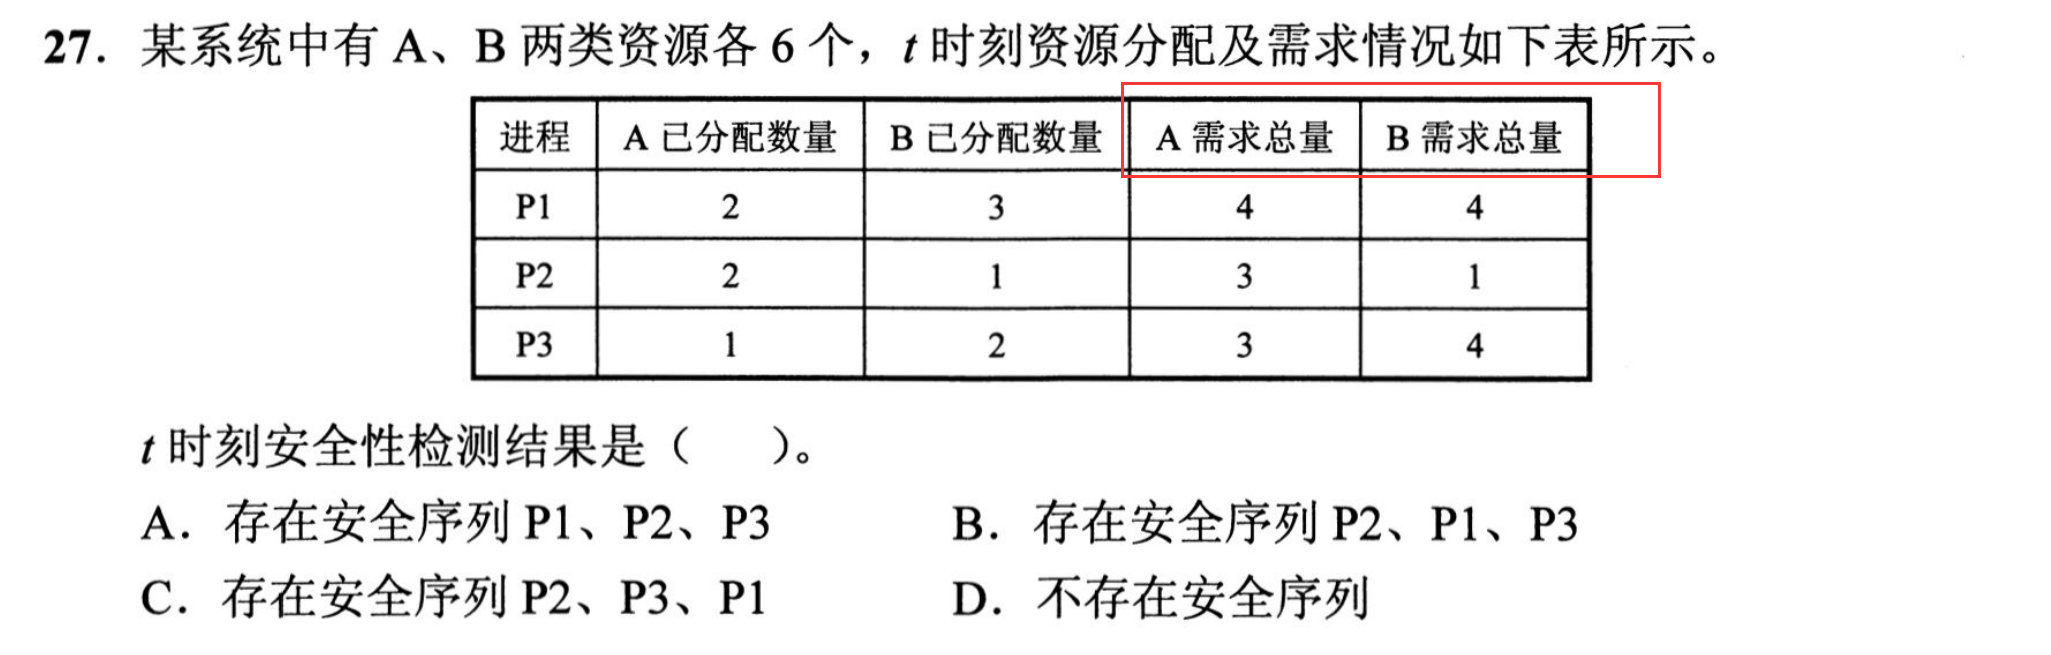 27. 某系统中有 A、B 两类资源各 6 个，t 时刻资源分配及需求情况如下表所示。
进程 A 已分配数量 B 已分配数量 A 需求总量 B 需求总量
P1 2 3 4 4
P2 2 1 3 1
P3 1 2 3 4
t 时刻安全性检测结果是（ ）。
A. 存在安全序列 P1、P2、P3 B. 存在安全序列 P2、P1、P3
C. 存在安全序列 P2、P3、P1 D. 不存在安全序列